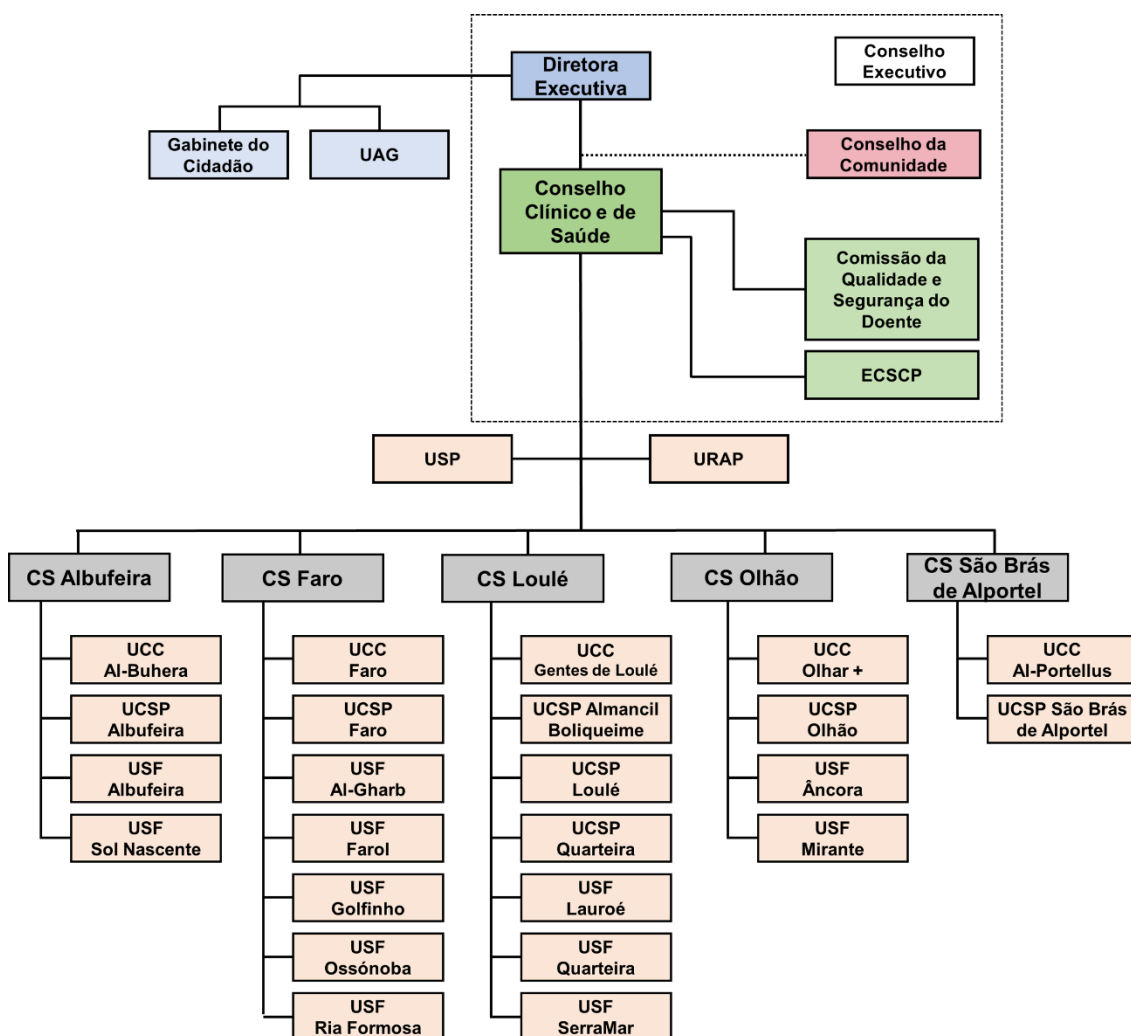 Diretora
Executiva
Conselho
Executivo
Gabinete do
Cidadão
UAG
Conselho da
Comunidade
Conselho
Clínico e de
Saúde
Comissão da
Qualidade e
Segurança do
Doente
ECSCP
USP
URAP
CS Albufeira
CS Faro
CS Loulé
CS Olhão
CS São Brás
de Alportel
UCC
Al-Buhera
UCSP
Albufeira
USF
Albufeira
USF
Sol Nascente
UCC
Faro
UCSP
Faro
USF
Al-Gharb
USF
Farol
USF
Golfinho
USF
Ossónoba
USF
Ria Formosa
UCC
Gentes de Loulé
UCSP Almancil
Boliqueime
UCSP
Loulé
UCSP
Quarteira
USF
Lauroé
USF
Quarteira
USF
SerraMar
UCC
Olhar +
UCSP
Olhão
USF
Âncora
USF
Mirante
UCC
Al-Portellus
UCSP São Brás
de Alportel